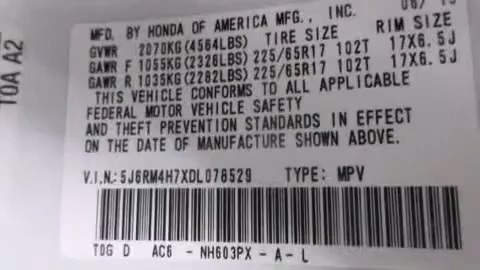 MFD. BY HONDA OF AMERICA MFG., INC.
GVWR 2070KG(4564LBS) TIRE SIZE RIM SIZE
GAWR F 1055KG(2326LBS) 225/65R17 102T 17X6.5J
GAWR R 1035KG(2282LBS) 225/65R17 102T 17X6.5J
THIS VEHICLE CONFORMS TO ALL APPLICABLE
FEDERAL MOTOR VEHICLE SAFETY
AND THEFT PREVENTION STANDARDS IN EFFECT
ON THE DATE OF MANUFACTURE SHOWN ABOVE.
V.I.N.:5J6RM4H7XDL078529 TYPE: MPV
T0G D AC6 - NH603PX - A - L
T0A A2